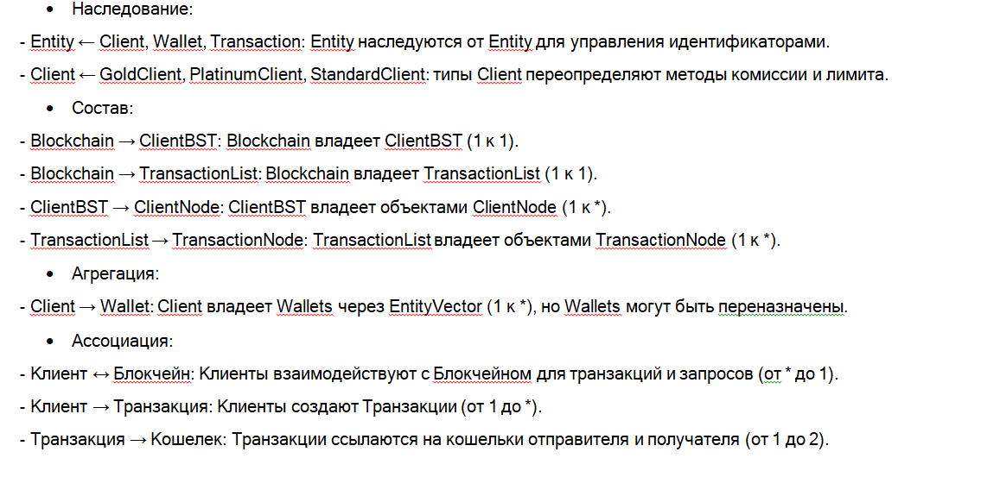 • Наследование:
- Entity ← Client, Wallet, Transaction: Entity наследуются от Entity для управления идентификаторами.
- Client ← GoldClient, PlatinumClient, StandardClient: типы Client переопределяют методы комиссии и лимита.
• Состав:
- Blockchain → ClientBST: Blockchain владеет ClientBST (1 к 1).
- Blockchain → TransactionList: Blockchain владеет TransactionList (1 к 1).
- ClientBST → ClientNode: ClientBST владеет объектами ClientNode (1 к *).
- TransactionList → TransactionNode: TransactionList владеет объектами TransactionNode (1 к *).
• Агрегация:
- Client → Wallet: Client владеет Wallets через EntityVector (1 к *), но Wallets могут быть переназначены.
• Ассоциация:
- Клиент ↔ Блокчейн: Клиенты взаимодействуют с Блокчейном для транзакций и запросов (от * до 1).
- Клиент → Транзакция: Клиенты создают Транзакции (от 1 до *).
- Транзакция → Кошелек: Транзакции ссылаются на кошельки отправителя и получателя (от 1 до 2).